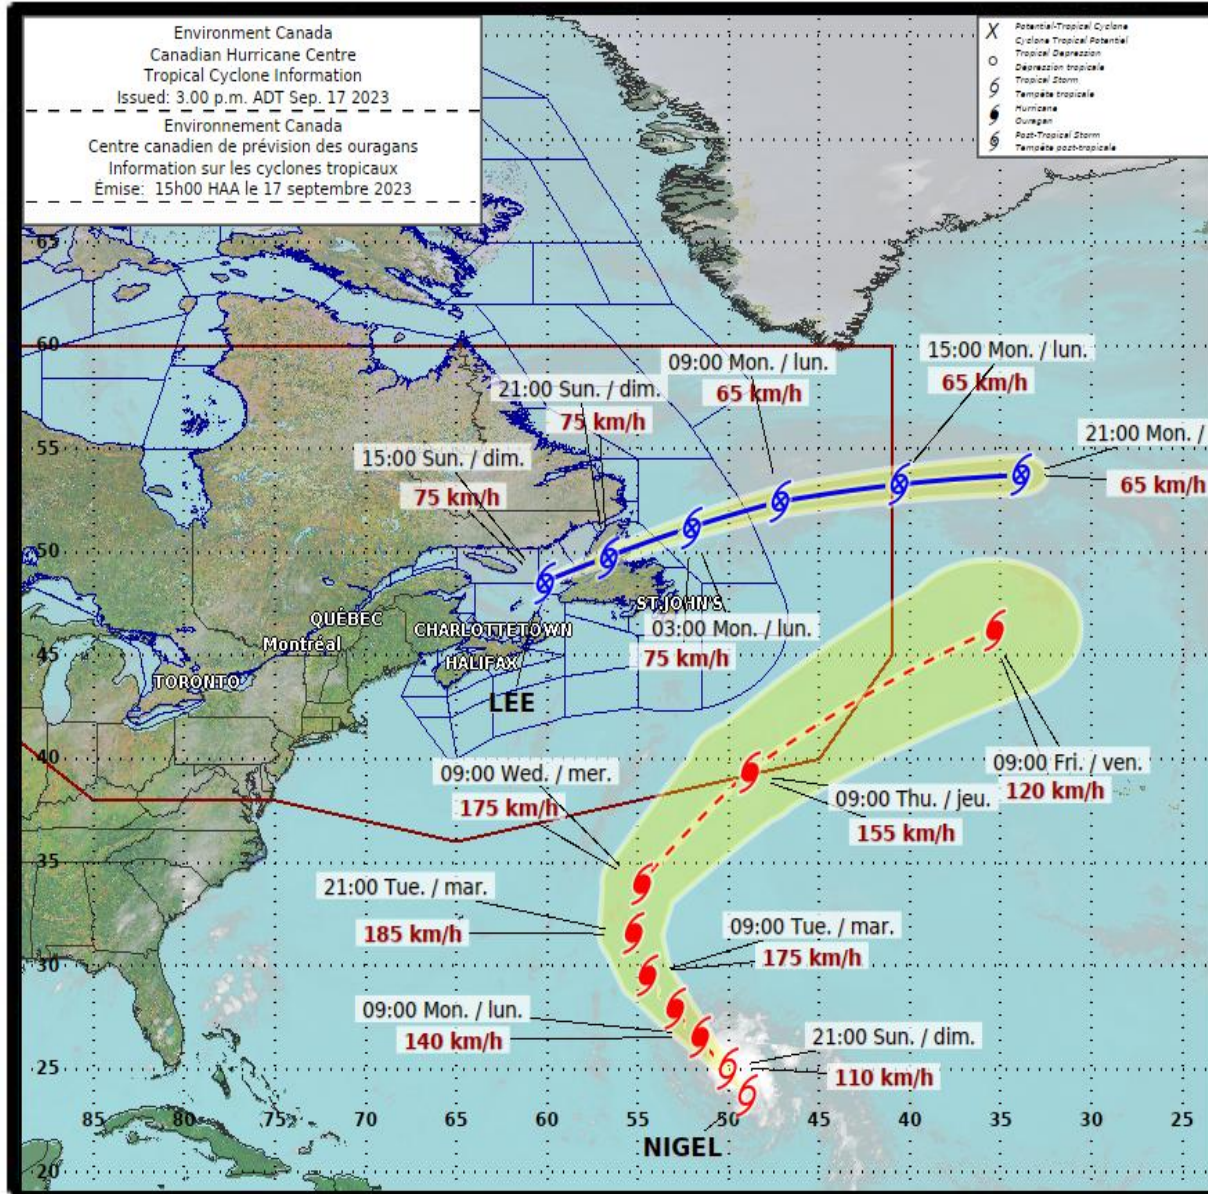 Environment Canada
Canadian Hurricane Centre
Tropical Cyclone Information
Issued: 3.00 p.m. ADT Sep. 17 2023
Environnement Canada
Centre canadien de prévision des ouragans
Information sur les cyclones tropicaux
Émise: 15h00 HAA le 17 septembre 2023
Potential-Tropical Cyclone
Cyclone Tropical Potentiel
Tropical Depression
Dépression tropicale
Tropical Storm
Tempête tropicale
Hurricane
Ouragan
Post-Tropical Storm
Tempête post-tropicale
65
60
55
50
45
40
35
30
25
20
15:00 Mon. / lun.
65 km/h
09:00 Mon. / lun.
65 km/h
21:00 Sun. / dim.
75 km/h
21:00 Mon. /
65 km/h
15:00 Sun. / dim.
75 km/h
ST.JOHN'S
QUÉBEC
CHARLOTTETOWN
03:00 Mon. / lun.
75 km/h
Montréal
HALIFAX
TORONTO
LEE
09:00 Wed. / mer.
175 km/h
09:00 Fri. / ven.
120 km/h
09:00 Thu. / jeu.
155 km/h
21:00 Tue. / mar.
185 km/h
09:00 Tue. / mar.
175 km/h
09:00 Mon. / lun.
140 km/h
21:00 Sun. / dim.
110 km/h
85 80 75 70 65 60 55 50 45 40 35 30 25
NIGEL